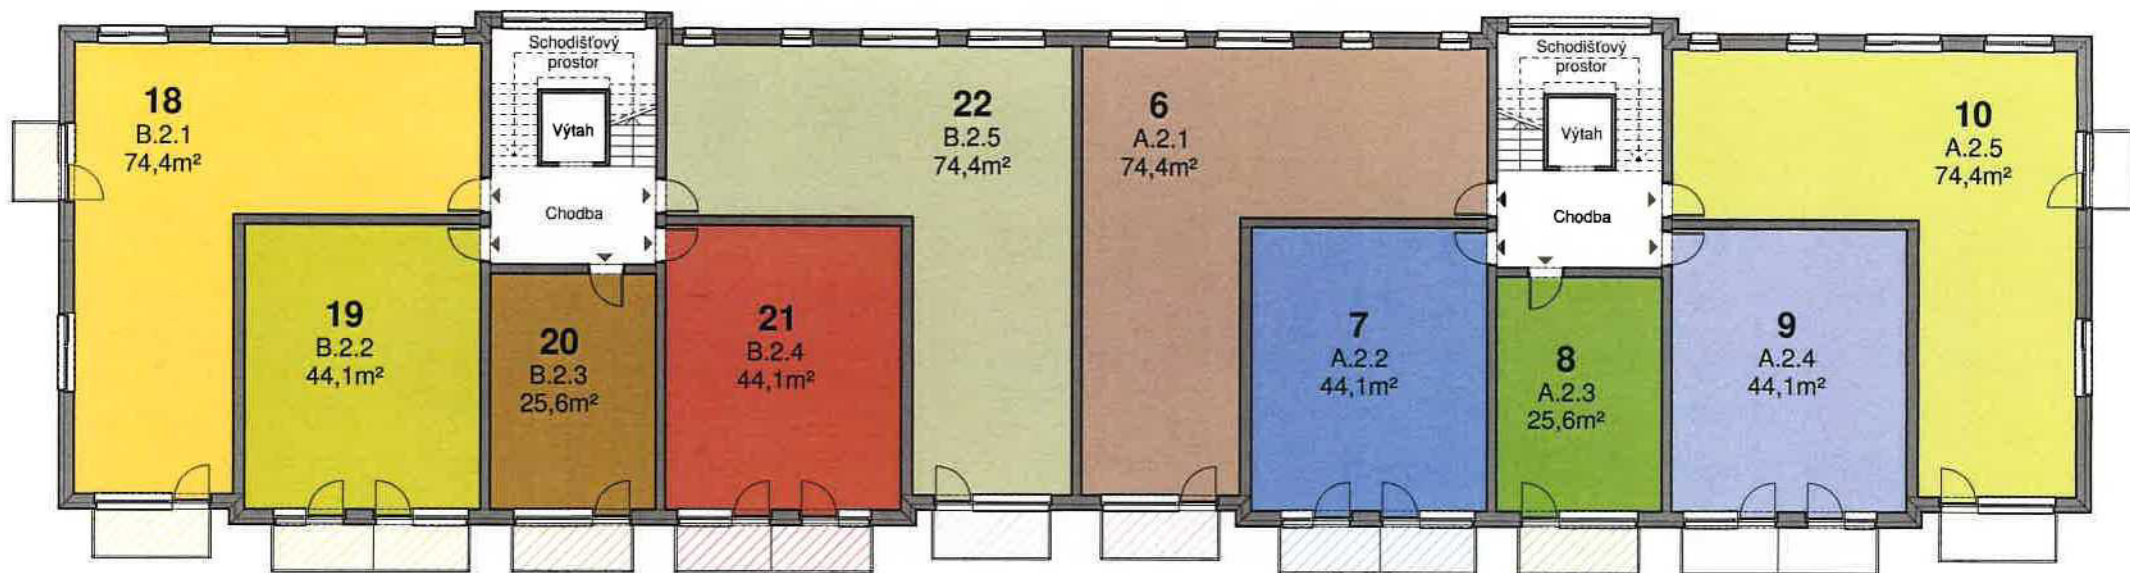 18
B.2.1
74,4m²
Schodišťový
prostor
Výtah
Chodba
22
B.2.5
74,4m²
6
A.2.1
74,4m²
Schodišťový
prostor
Výtah
Chodba
10
A.2.5
74,4m²
19
B.2.2
44,1m²
20
B.2.3
25,6m²
21
B.2.4
44,1m²
7
A.2.2
44,1m²
8
A.2.3
25,6m²
9
A.2.4
44,1m²